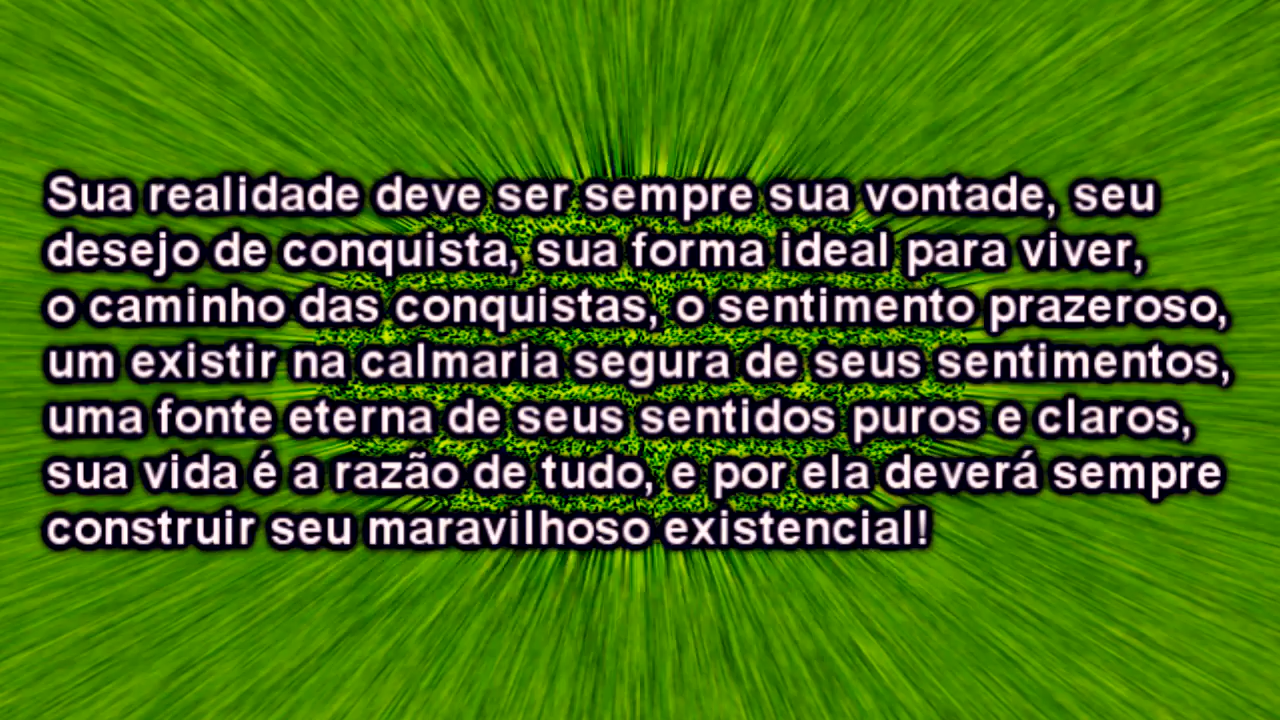 Sua realidade deve ser sempre sua vontade, seu
desejo de conquista, sua forma ideal para viver,
o caminho das conquistas, o sentimento prazeroso,
um existir na calmaria segura de seus sentimentos,
uma fonte eterna de seus sentidos puros e claros,
sua vida é a razão de tudo, e por ela deverá sempre
construir seu maravilhoso existencial!